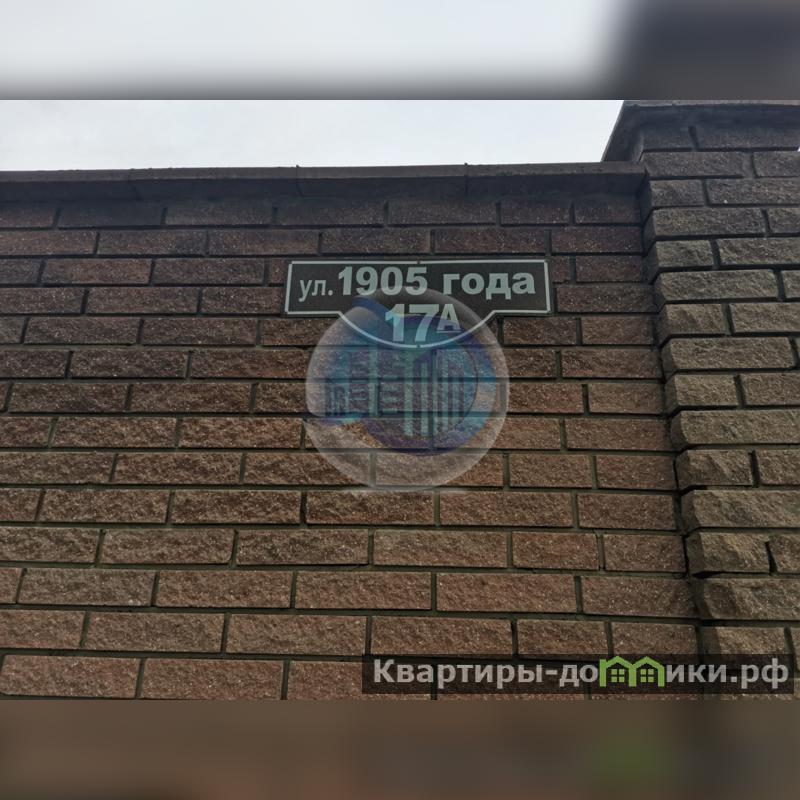 ул. 1905 года
17А
Квартиры-домики.рф